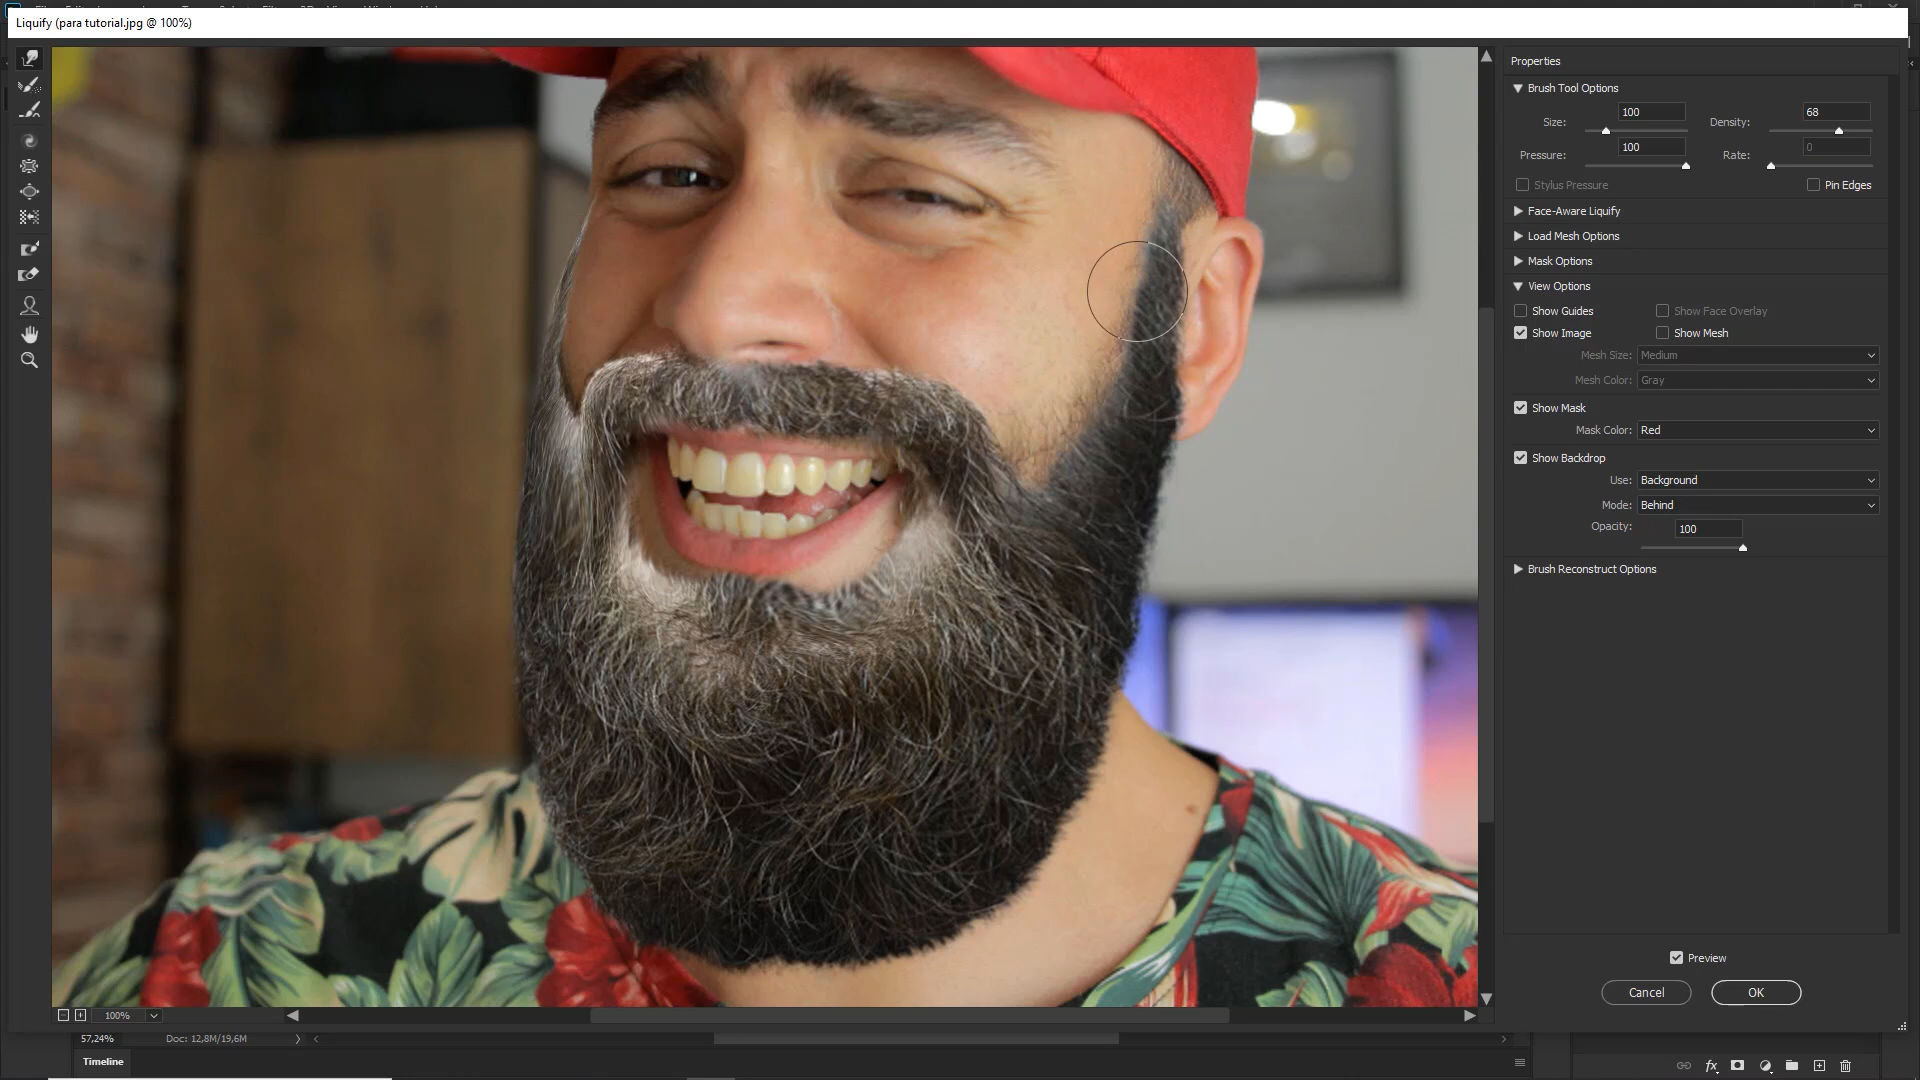 Liquify (para tutorial.jpg @ 100%)
Properties
Brush Tool Options
Size: 100
Density: 68
Pressure: 100
Rate: 0
Stylus Pressure
Pin Edges
Face-Aware Liquify
Load Mesh Options
Mask Options
View Options
Show Guides
Show Face Overlay
Show Image
Show Mesh
Mesh Size: Medium
Mesh Color: Gray
Show Mask
Mask Color: Red
Show Backdrop
Use: Background
Mode: Behind
Opacity: 100
Brush Reconstruct Options
Preview
Cancel
OK
100%
57,24%
Doc: 12,8M/19,6M
Timeline
fx